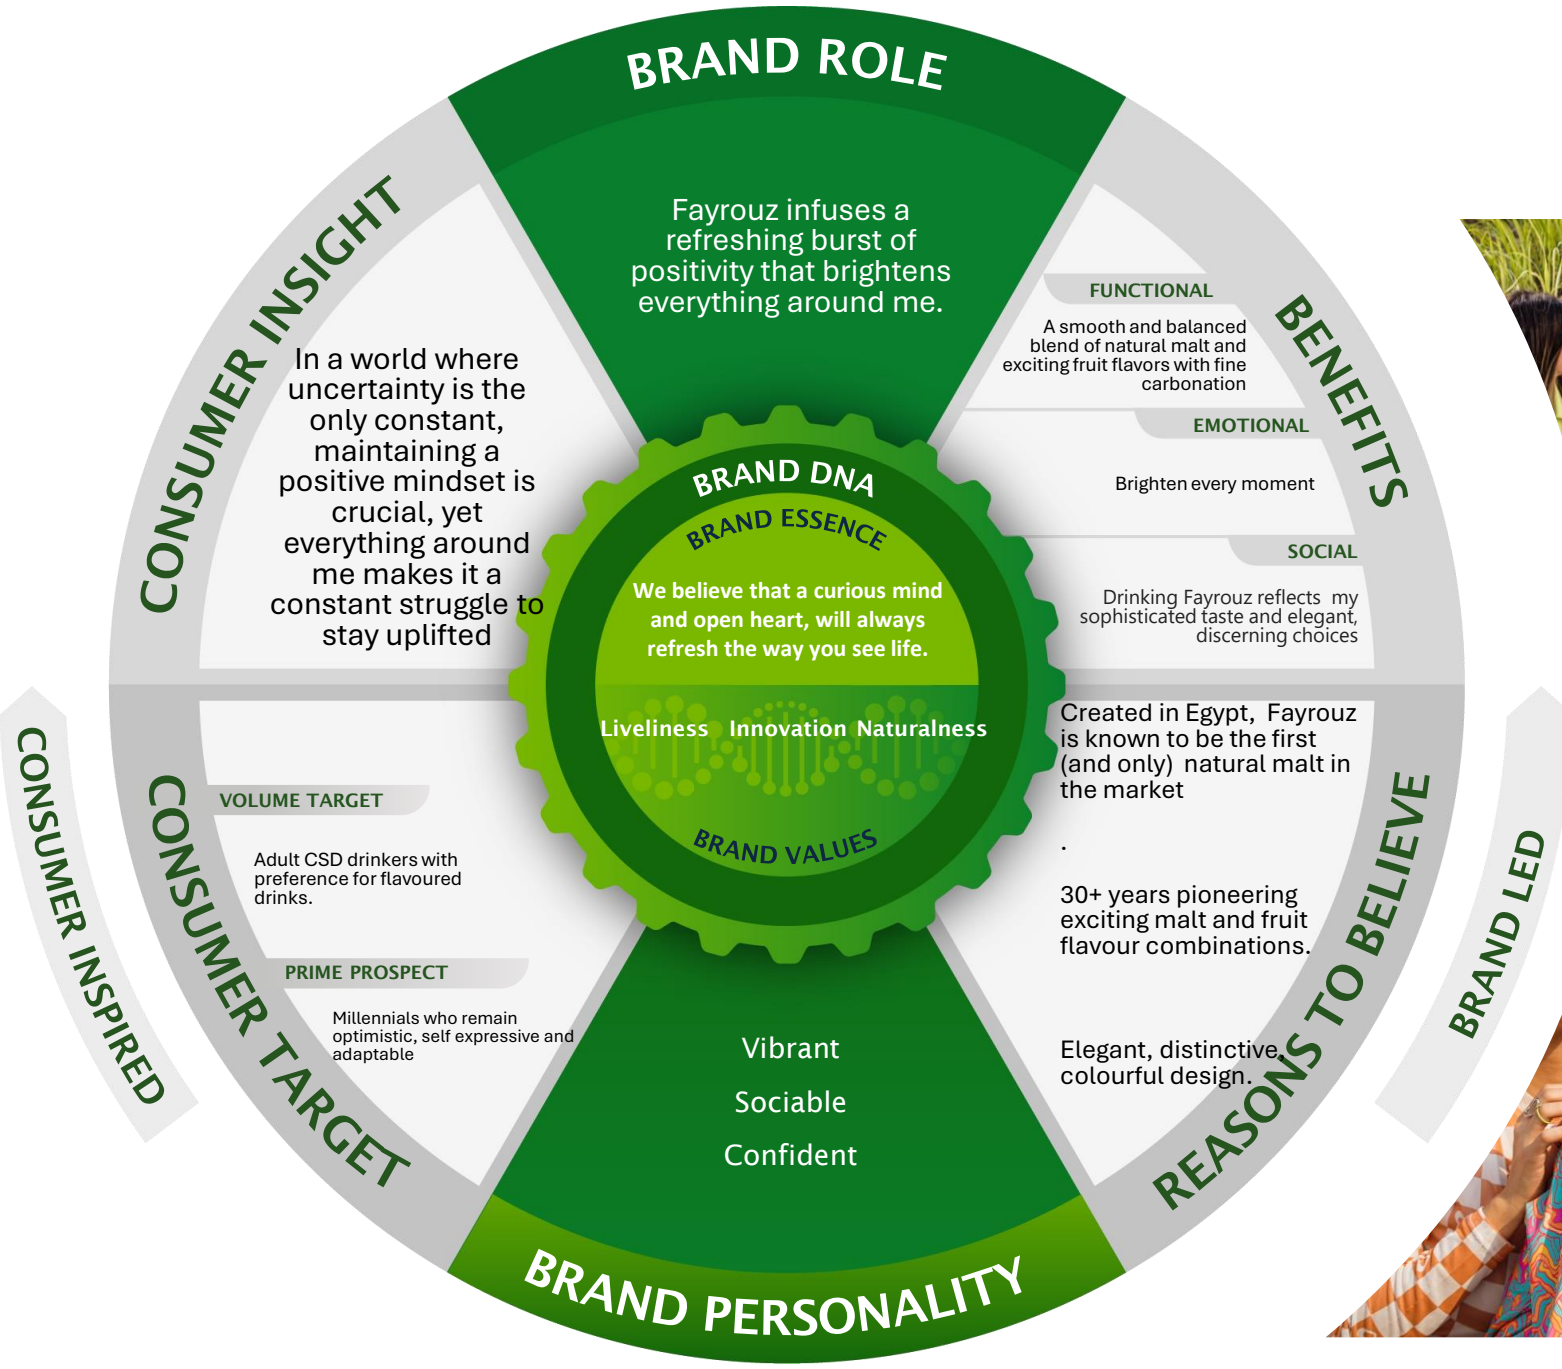 BRAND ROLE
Fayrouz infuses a
refreshing burst of
positivity that brightens
everything around me.
CONSUMER INSIGHT
In a world where
uncertainty is the
only constant,
maintaining a
positive mindset is
crucial, yet
everything around
me makes it a
constant struggle to
stay uplifted
BENEFITS
FUNCTIONAL
A smooth and balanced
blend of natural malt and
exciting fruit flavors with fine
carbonation
EMOTIONAL
Brighten every moment
SOCIAL
Drinking Fayrouz reflects my
sophisticated taste and elegant,
discerning choices
BRAND DNA
BRAND ESSENCE
We believe that a curious mind
and open heart, will always
refresh the way you see life.
Liveliness Innovation Naturalness
BRAND VALUES
CONSUMER INSPIRED
CONSUMER TARGET
VOLUME TARGET
Adult CSD drinkers with
preference for flavoured
drinks.
PRIME PROSPECT
Millennials who remain
optimistic, self expressive and
adaptable
REASONS TO BELIEVE
Created in Egypt, Fayrouz
is known to be the first
(and only) natural malt in
the market
.
30+ years pioneering
exciting malt and fruit
flavour combinations.
Elegant, distinctive,
colourful design.
BRAND LED
Vibrant
Sociable
Confident
BRAND PERSONALITY